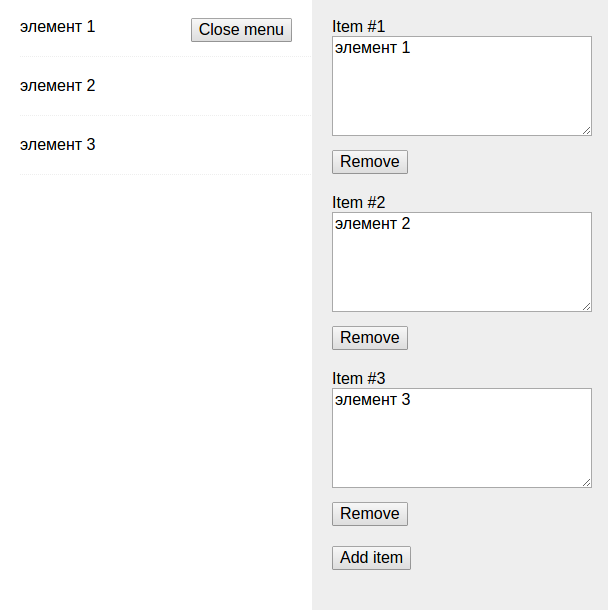 элемент 1
Close menu
элемент 2
элемент 3
Item #1
элемент 1
Remove
Item #2
элемент 2
Remove
Item #3
элемент 3
Remove
Add item